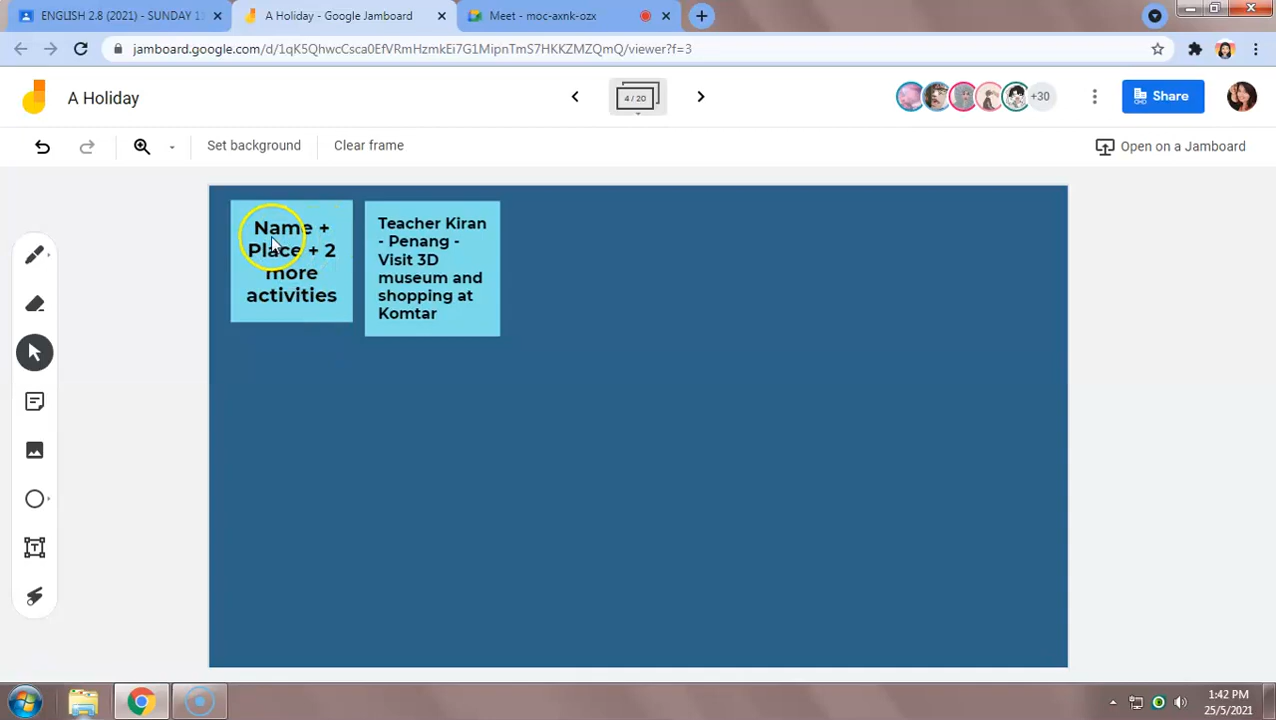 ENGLISH 2.8 (2021) - SUNDAY 1
A Holiday - Google Jamboard
Meet - moc-axnk-ozx
jamboard.google.com/d/1qK5QhwcCsca0EfVRmHzmkEi7G1MipnTmS7HKKZMZQmQ/viewer?f=3
A Holiday
4 / 20
+30
Share
Set background
Clear frame
Open on a Jamboard
Name +
Place + 2
more
activities
Teacher Kiran
- Penang -
Visit 3D
museum and
shopping at
Komtar
1:42 PM
25/5/2021